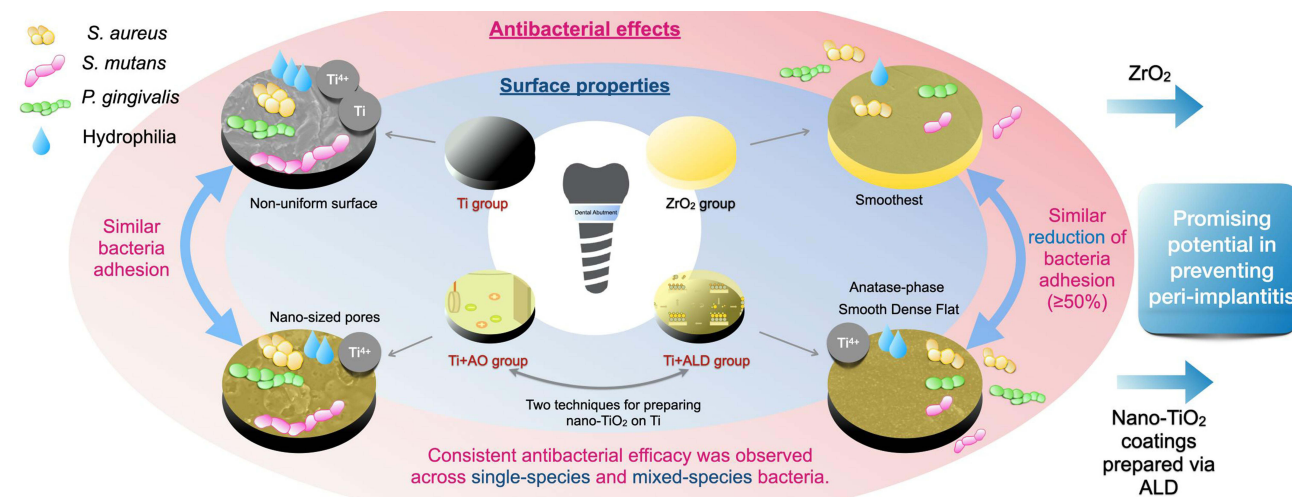 S. aureus
S. mutans
P. gingivalis
Hydrophilia
Antibacterial effects
Surface properties
Ti⁴⁺
Ti
Non-uniform surface
Ti group
ZrO₂ group
Dental Abutment
Smoothest
Similar
bacteria
adhesion
Nano-sized pores
Ti⁴⁺
Ti+AO group
Ti+ALD group
Two techniques for preparing
nano-TiO₂ on Ti
Anatase-phase
Smooth Dense Flat
Ti⁴⁺
Similar
reduction of
bacteria
adhesion
(≥50%)
Consistent antibacterial efficacy was observed
across single-species and mixed-species bacteria.
ZrO₂
Promising
potential in
preventing
peri-implantitis
Nano-TiO₂
coatings
prepared via
ALD